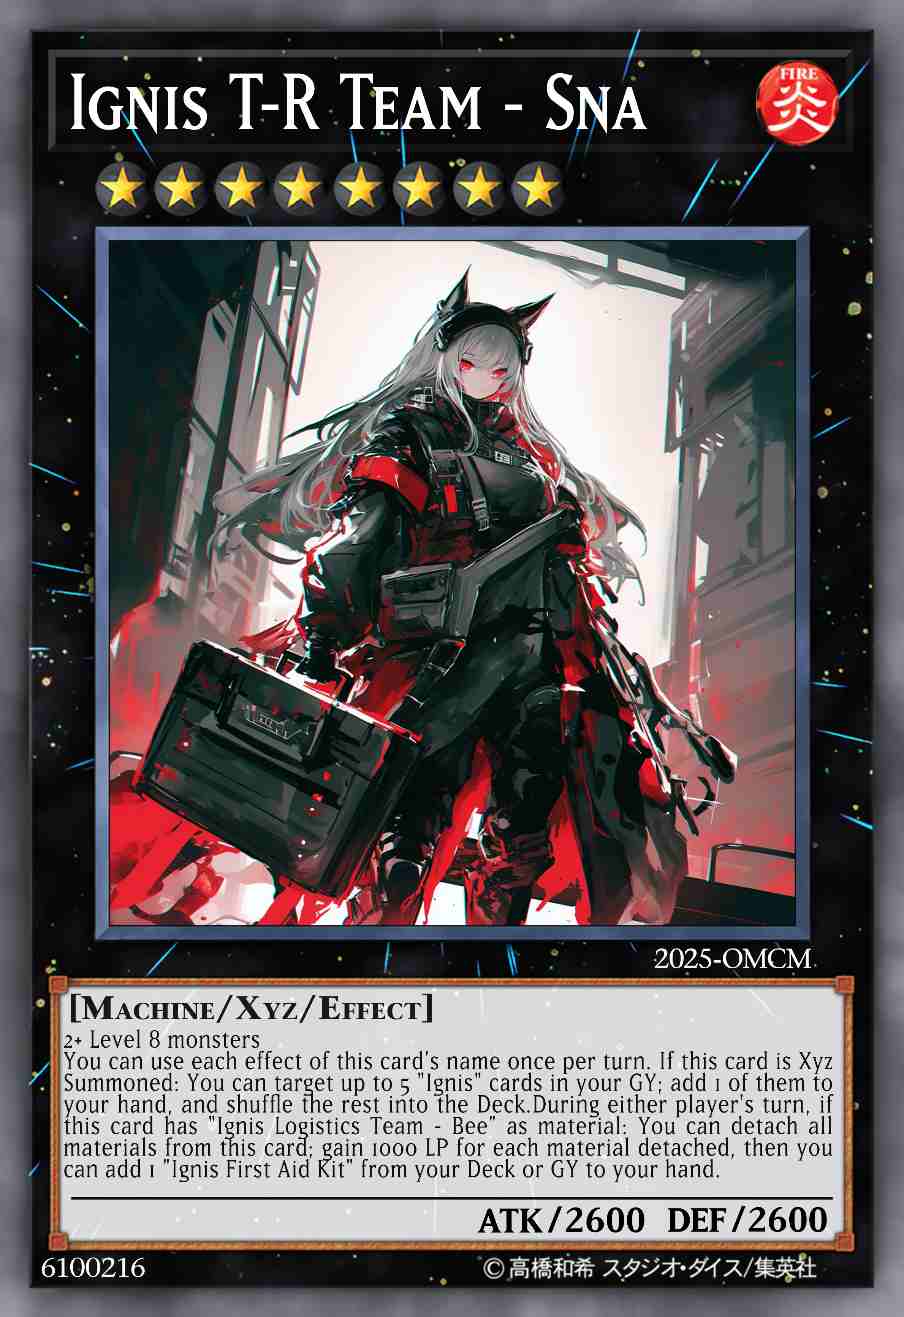 Ignis T-R Team - Sna
FIRE
炎
2025-OMCM
[Machine/Xyz/Effect]
2+ Level 8 monsters
You can use each effect of this card's name once per turn. If this card is Xyz
Summoned: You can target up to 5 "Ignis" cards in your GY; add 1 of them to
your hand, and shuffle the rest into the Deck.During either player's turn, if
this card has "Ignis Logistics Team - Bee" as material: You can detach all
materials from this card; gain 1000 LP for each material detached, then you
can add 1 "Ignis First Aid Kit" from your Deck or GY to your hand.
ATK/2600 DEF/2600
6100216
©高橋和希 スタジオ・ダイス/集英社